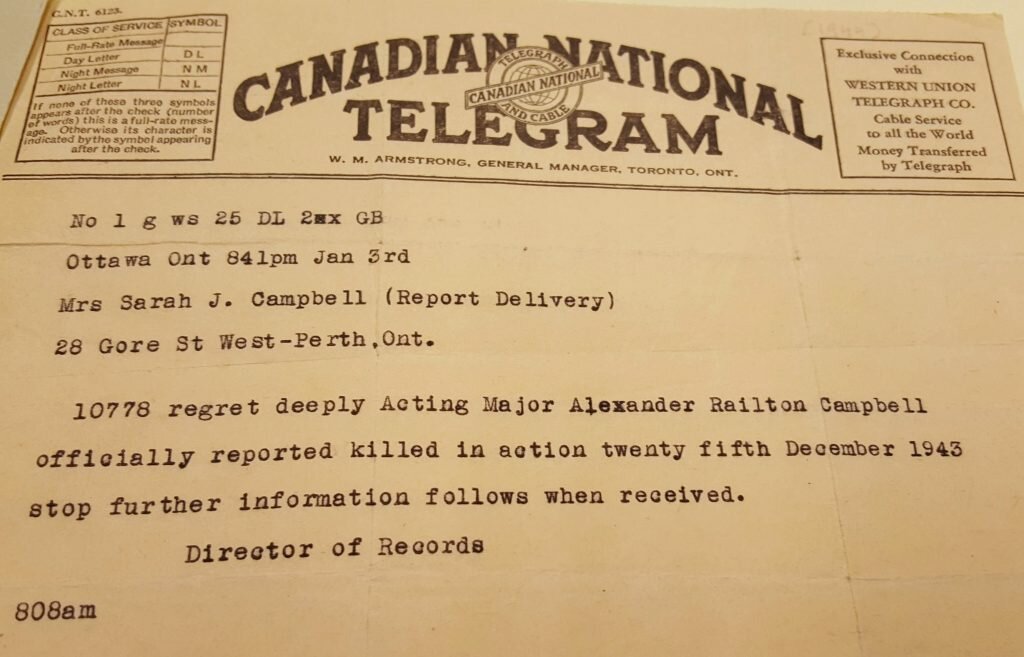 C.N.T. 6123.
CLASS OF SERVICE SYMBOL
Full-Rate Message
Day Letter D L
Night Message N M
Night Letter N L
If none of these three symbols
appears after the check (number
of words) this is a full-rate mess-
age. Otherwise its character is
indicated by the symbol appearing
after the check.
CANADIAN NATIONAL
TELEGRAM
TELEGRAPH
CANADIAN NATIONAL
AND CABLE
W. M. ARMSTRONG, GENERAL MANAGER, TORONTO, ONT.
Exclusive Connection
with
WESTERN UNION
TELEGRAPH CO.
Cable Service
to all the World
Money Transferred
by Telegraph
No 1 g ws 25 DL GB
Ottawa Ont 841pm Jan 3rd
Mrs Sarah J. Campbell (Report Delivery)
28 Gore St West-Perth,Ont.
10778 regret deeply Acting Major Alexander Railton Campbell
officially reported killed in action twenty fifth December 1943
stop further information follows when received.
Director of Records
808am